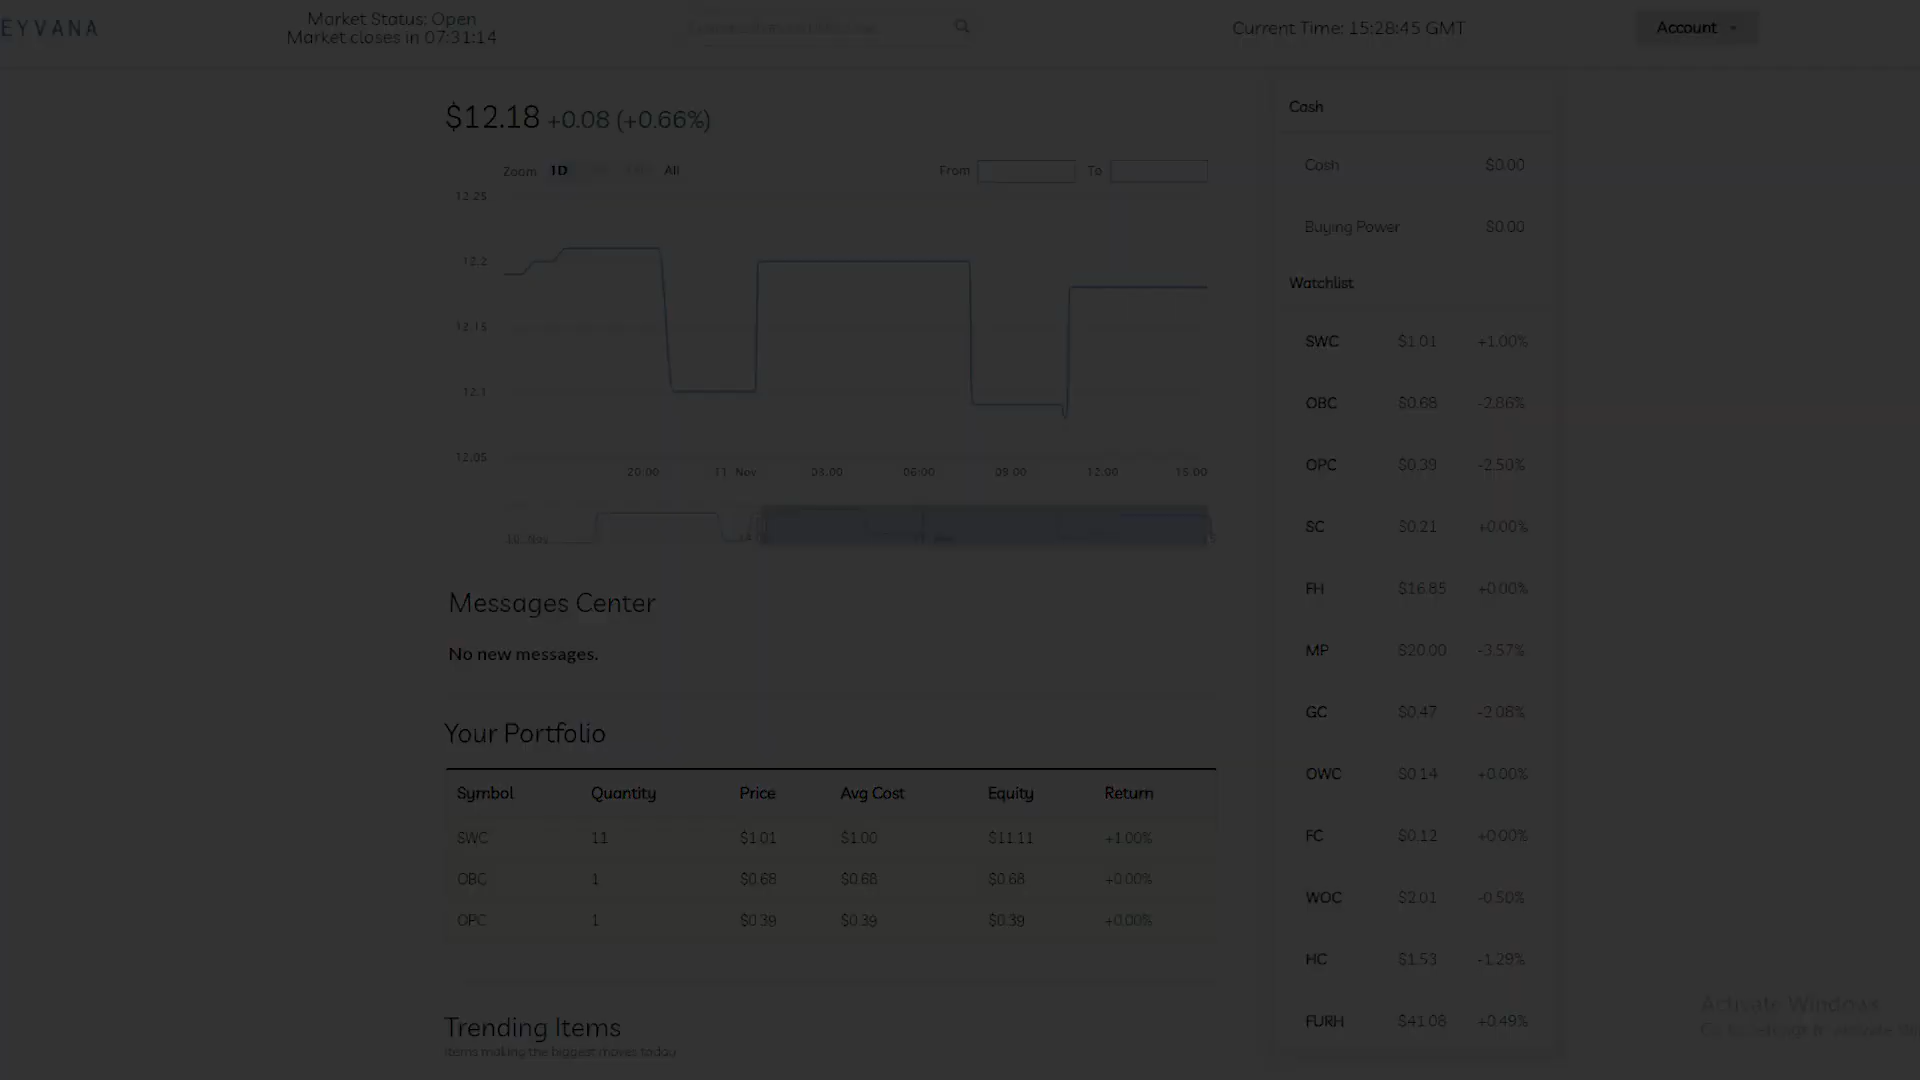 EYVANA
Market Status: Open
Market closes in 07:31:14
Current Time: 15:28:45 GMT
Account
$12.18 +0.08 (+0.66%)
Zoom 1D All
From To
12.25
12.2
12.15
12.1
12.05
20:00 11. Nov 03:00 06:00 09:00 12:00 15:00
10. Nov
Messages Center
No new messages.
Your Portfolio
Symbol Quantity Price Avg Cost Equity Return
SWC 11 $1.01 $1.00 $11.11 +1.00%
OBC 1 $0.68 $0.68 $0.68 +0.00%
OPC 1 $0.39 $0.39 $0.39 +0.00%
Trending Items
Items making the biggest moves today
Cash
Cash $0.00
Buying Power $0.00
Watchlist
SWC $1.01 +1.00%
OBC $0.68 -2.86%
OPC $0.39 -2.50%
SC $0.21 +0.00%
FH $16.85 +0.00%
MP $20.00 -3.57%
GC $0.47 -2.08%
OWC $0.14 +0.00%
FC $0.12 +0.00%
WOC $2.01 -0.50%
HC $1.53 -1.29%
FURH $41.08 +0.49%
Activate Windows